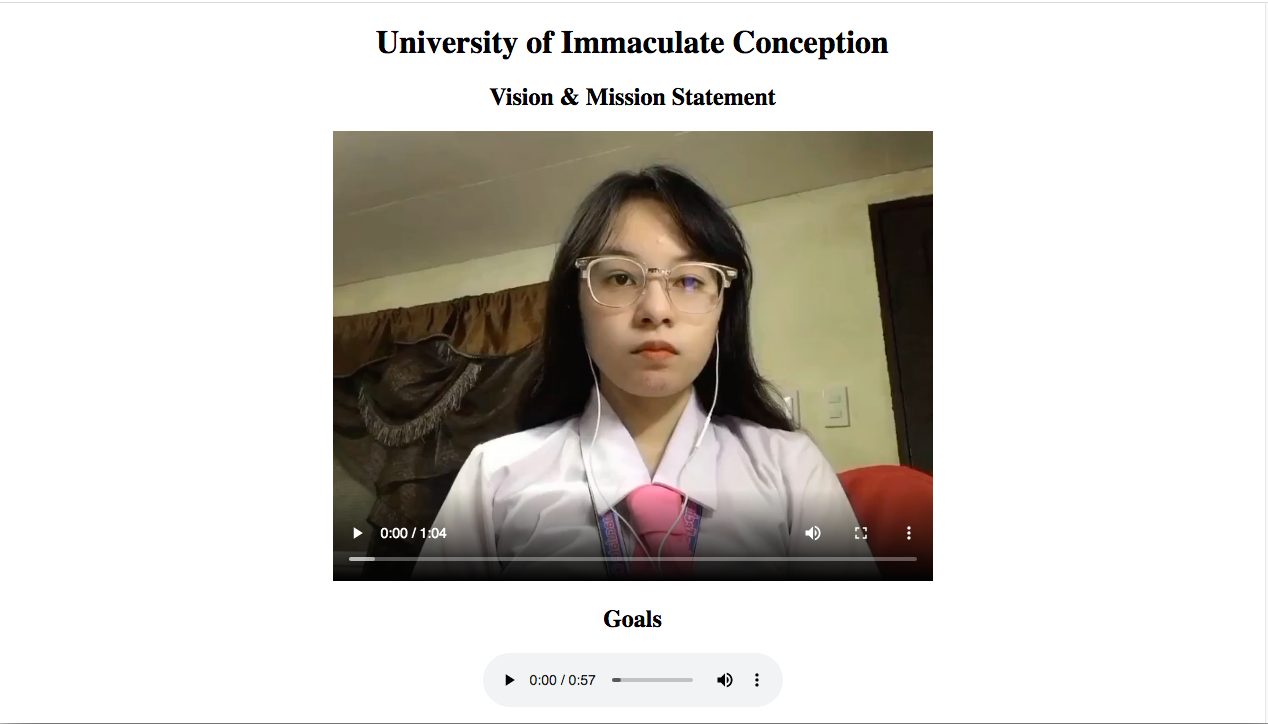 University of Immaculate Conception
Vision & Mission Statement
0:00 / 1:04
Goals
0:00 / 0:57